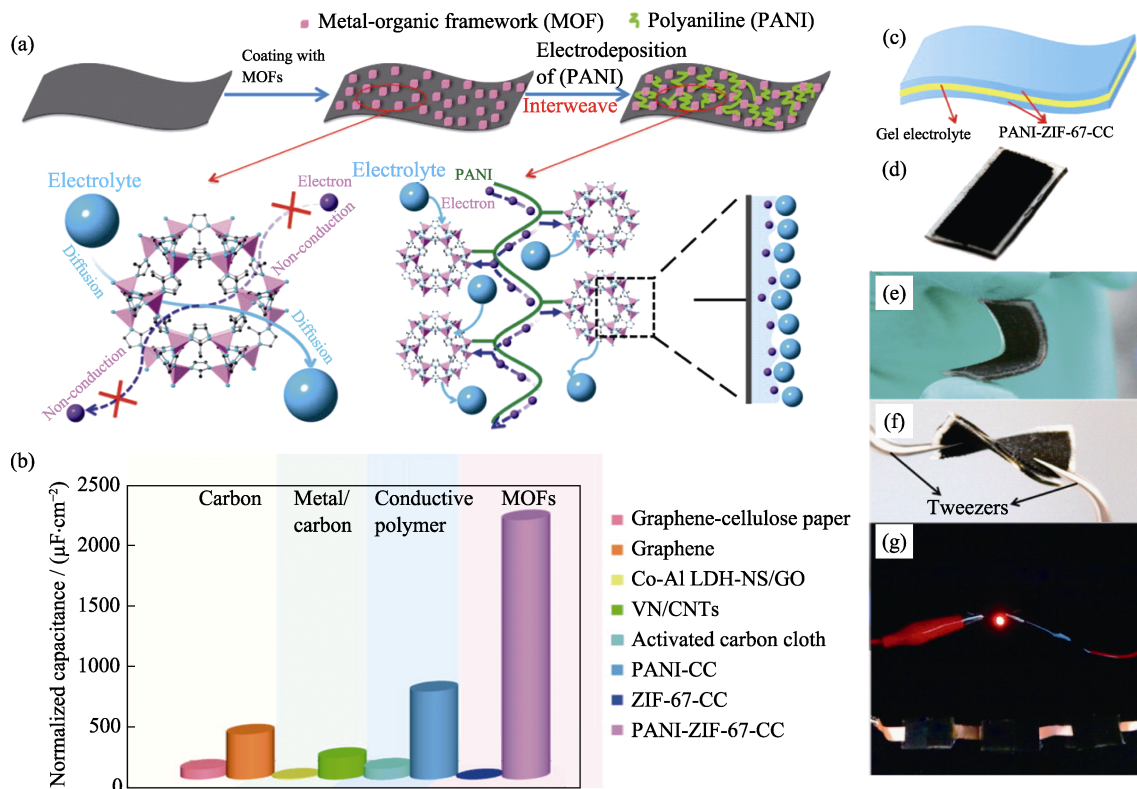 (a)
Metal-organic framework (MOF)
Polyaniline (PANI)
Coating with
MOFs
Electrodeposition
of (PANI)
Interweave
Electrolyte
Electron
Non-conduction
Diffusion
Diffusion
Non-conduction
Electrolyte
PANI
Electron
(b)
Normalized capacitance / (μF·cm⁻²)
2500
2000
1500
1000
500
0
Carbon
Metal/
carbon
Conductive
polymer
MOFs
Graphene-cellulose paper
Graphene
Co-Al LDH-NS/GO
VN/CNTs
Activated carbon cloth
PANI-CC
ZIF-67-CC
PANI-ZIF-67-CC
(c)
Gel electrolyte
PANI-ZIF-67-CC
(d)
(e)
(f)
Tweezers
(g)